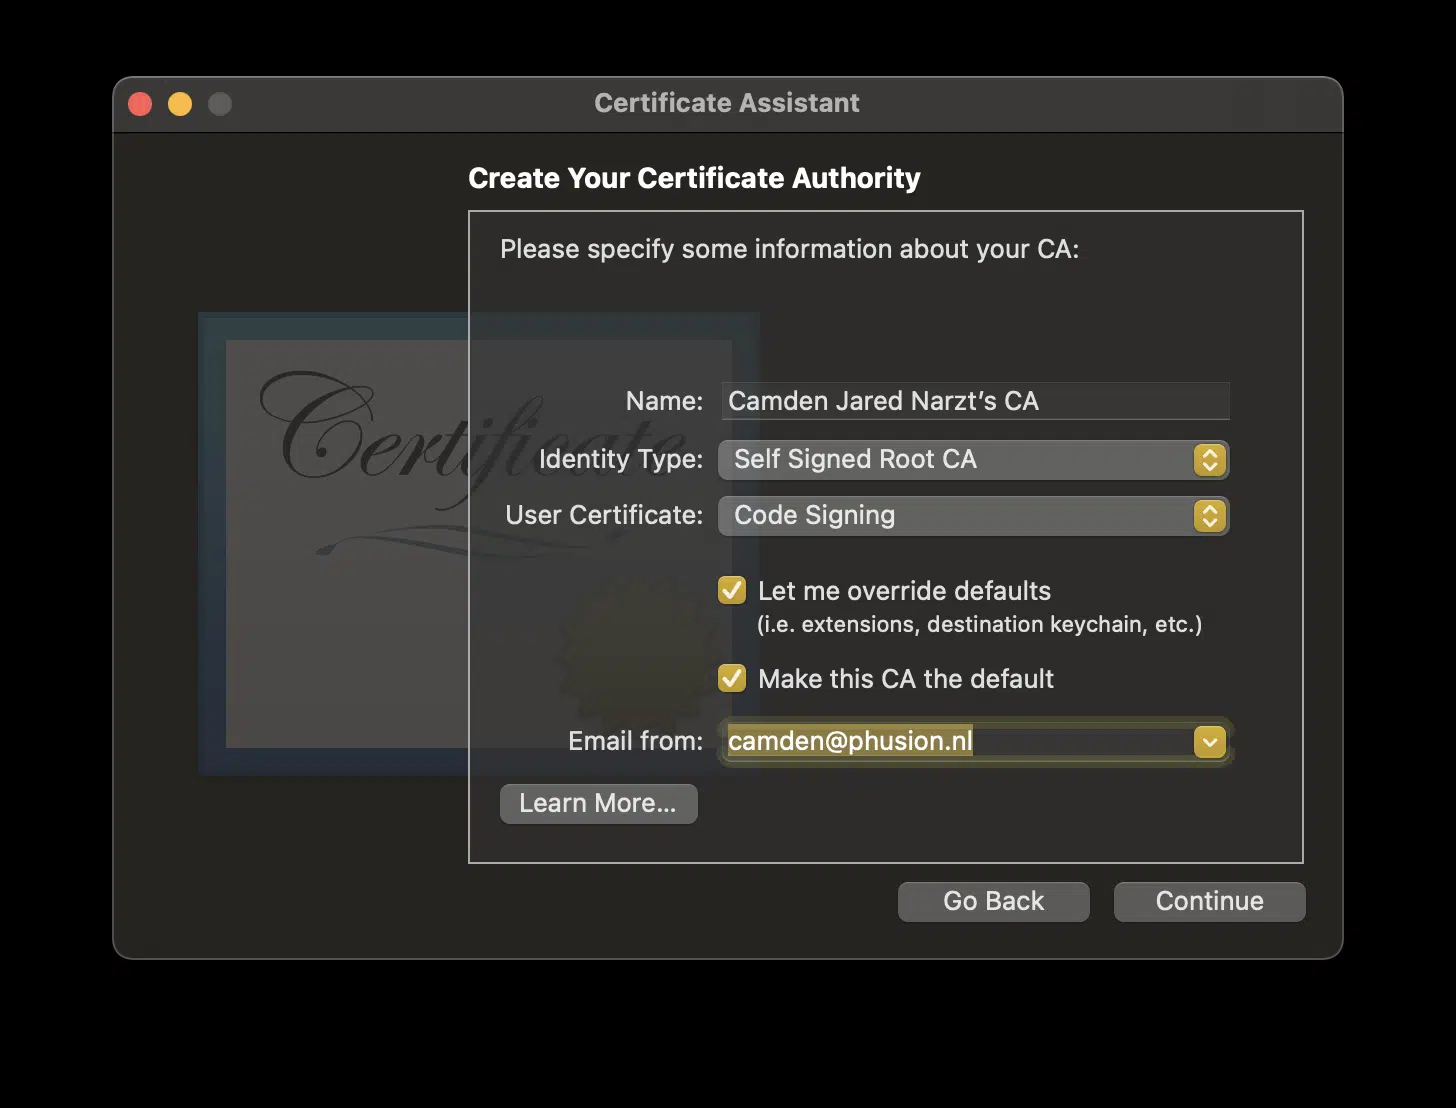 Certificate Assistant
Create Your Certificate Authority
Please specify some information about your CA:
Certificate
Name: Camden Jared Narzt’s CA
Identity Type: Self Signed Root CA
User Certificate: Code Signing
Let me override defaults
(i.e. extensions, destination keychain, etc.)
Make this CA the default
Email from: camden@phusion.nl
Learn More...
Go Back Continue